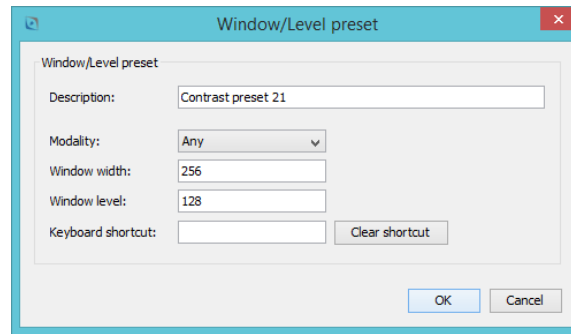 Window/Level preset
Window/Level preset
Description: Contrast preset 21
Modality: Any
Window width: 256
Window level: 128
Keyboard shortcut: Clear shortcut
OK Cancel